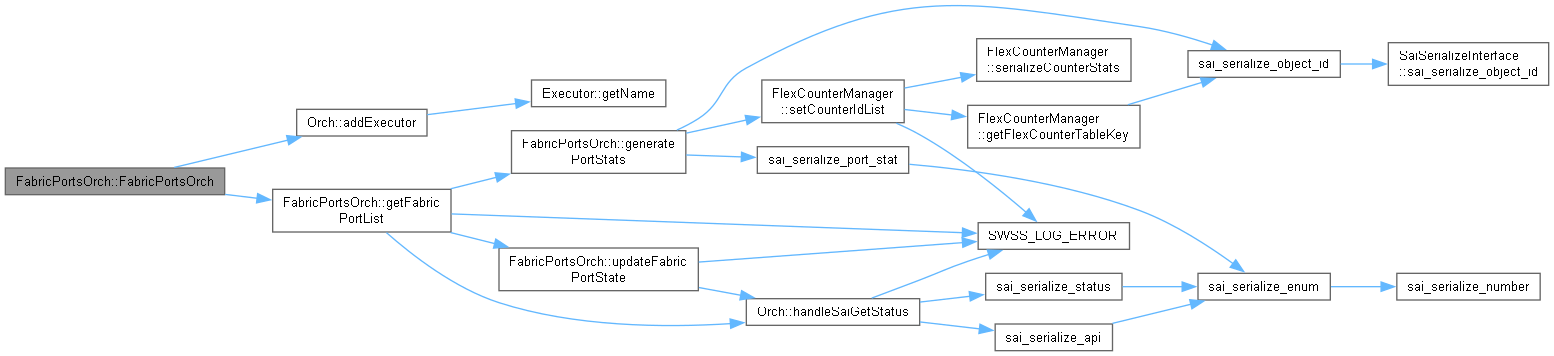 FabricPortsOrch::FabricPortsOrch
Orch::addExecutor
Executor::getName
FabricPortsOrch::getFabric
PortList
FabricPortsOrch::generate
PortStats
FlexCounterManager
::setCounterIdList
FlexCounterManager
::serializeCounterStats
FlexCounterManager
::getFlexCounterTableKey
sai_serialize_object_id
SaiSerializeInterface
::sai_serialize_object_id
sai_serialize_port_stat
SWSS_LOG_ERROR
FabricPortsOrch::updateFabric
PortState
Orch::handleSaiGetStatus
sai_serialize_status
sai_serialize_api
sai_serialize_enum
sai_serialize_number